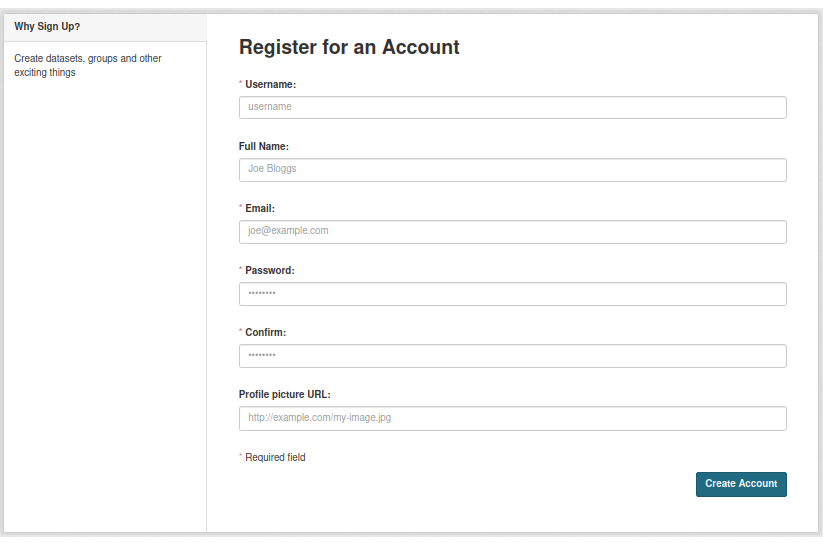 Why Sign Up?
Create datasets, groups and other
exciting things
Register for an Account
* Username:
username
Full Name:
Joe Bloggs
* Email:
joe@example.com
* Password:
••••••••
* Confirm:
••••••••
Profile picture URL:
http://example.com/my-image.jpg
* Required field
Create Account